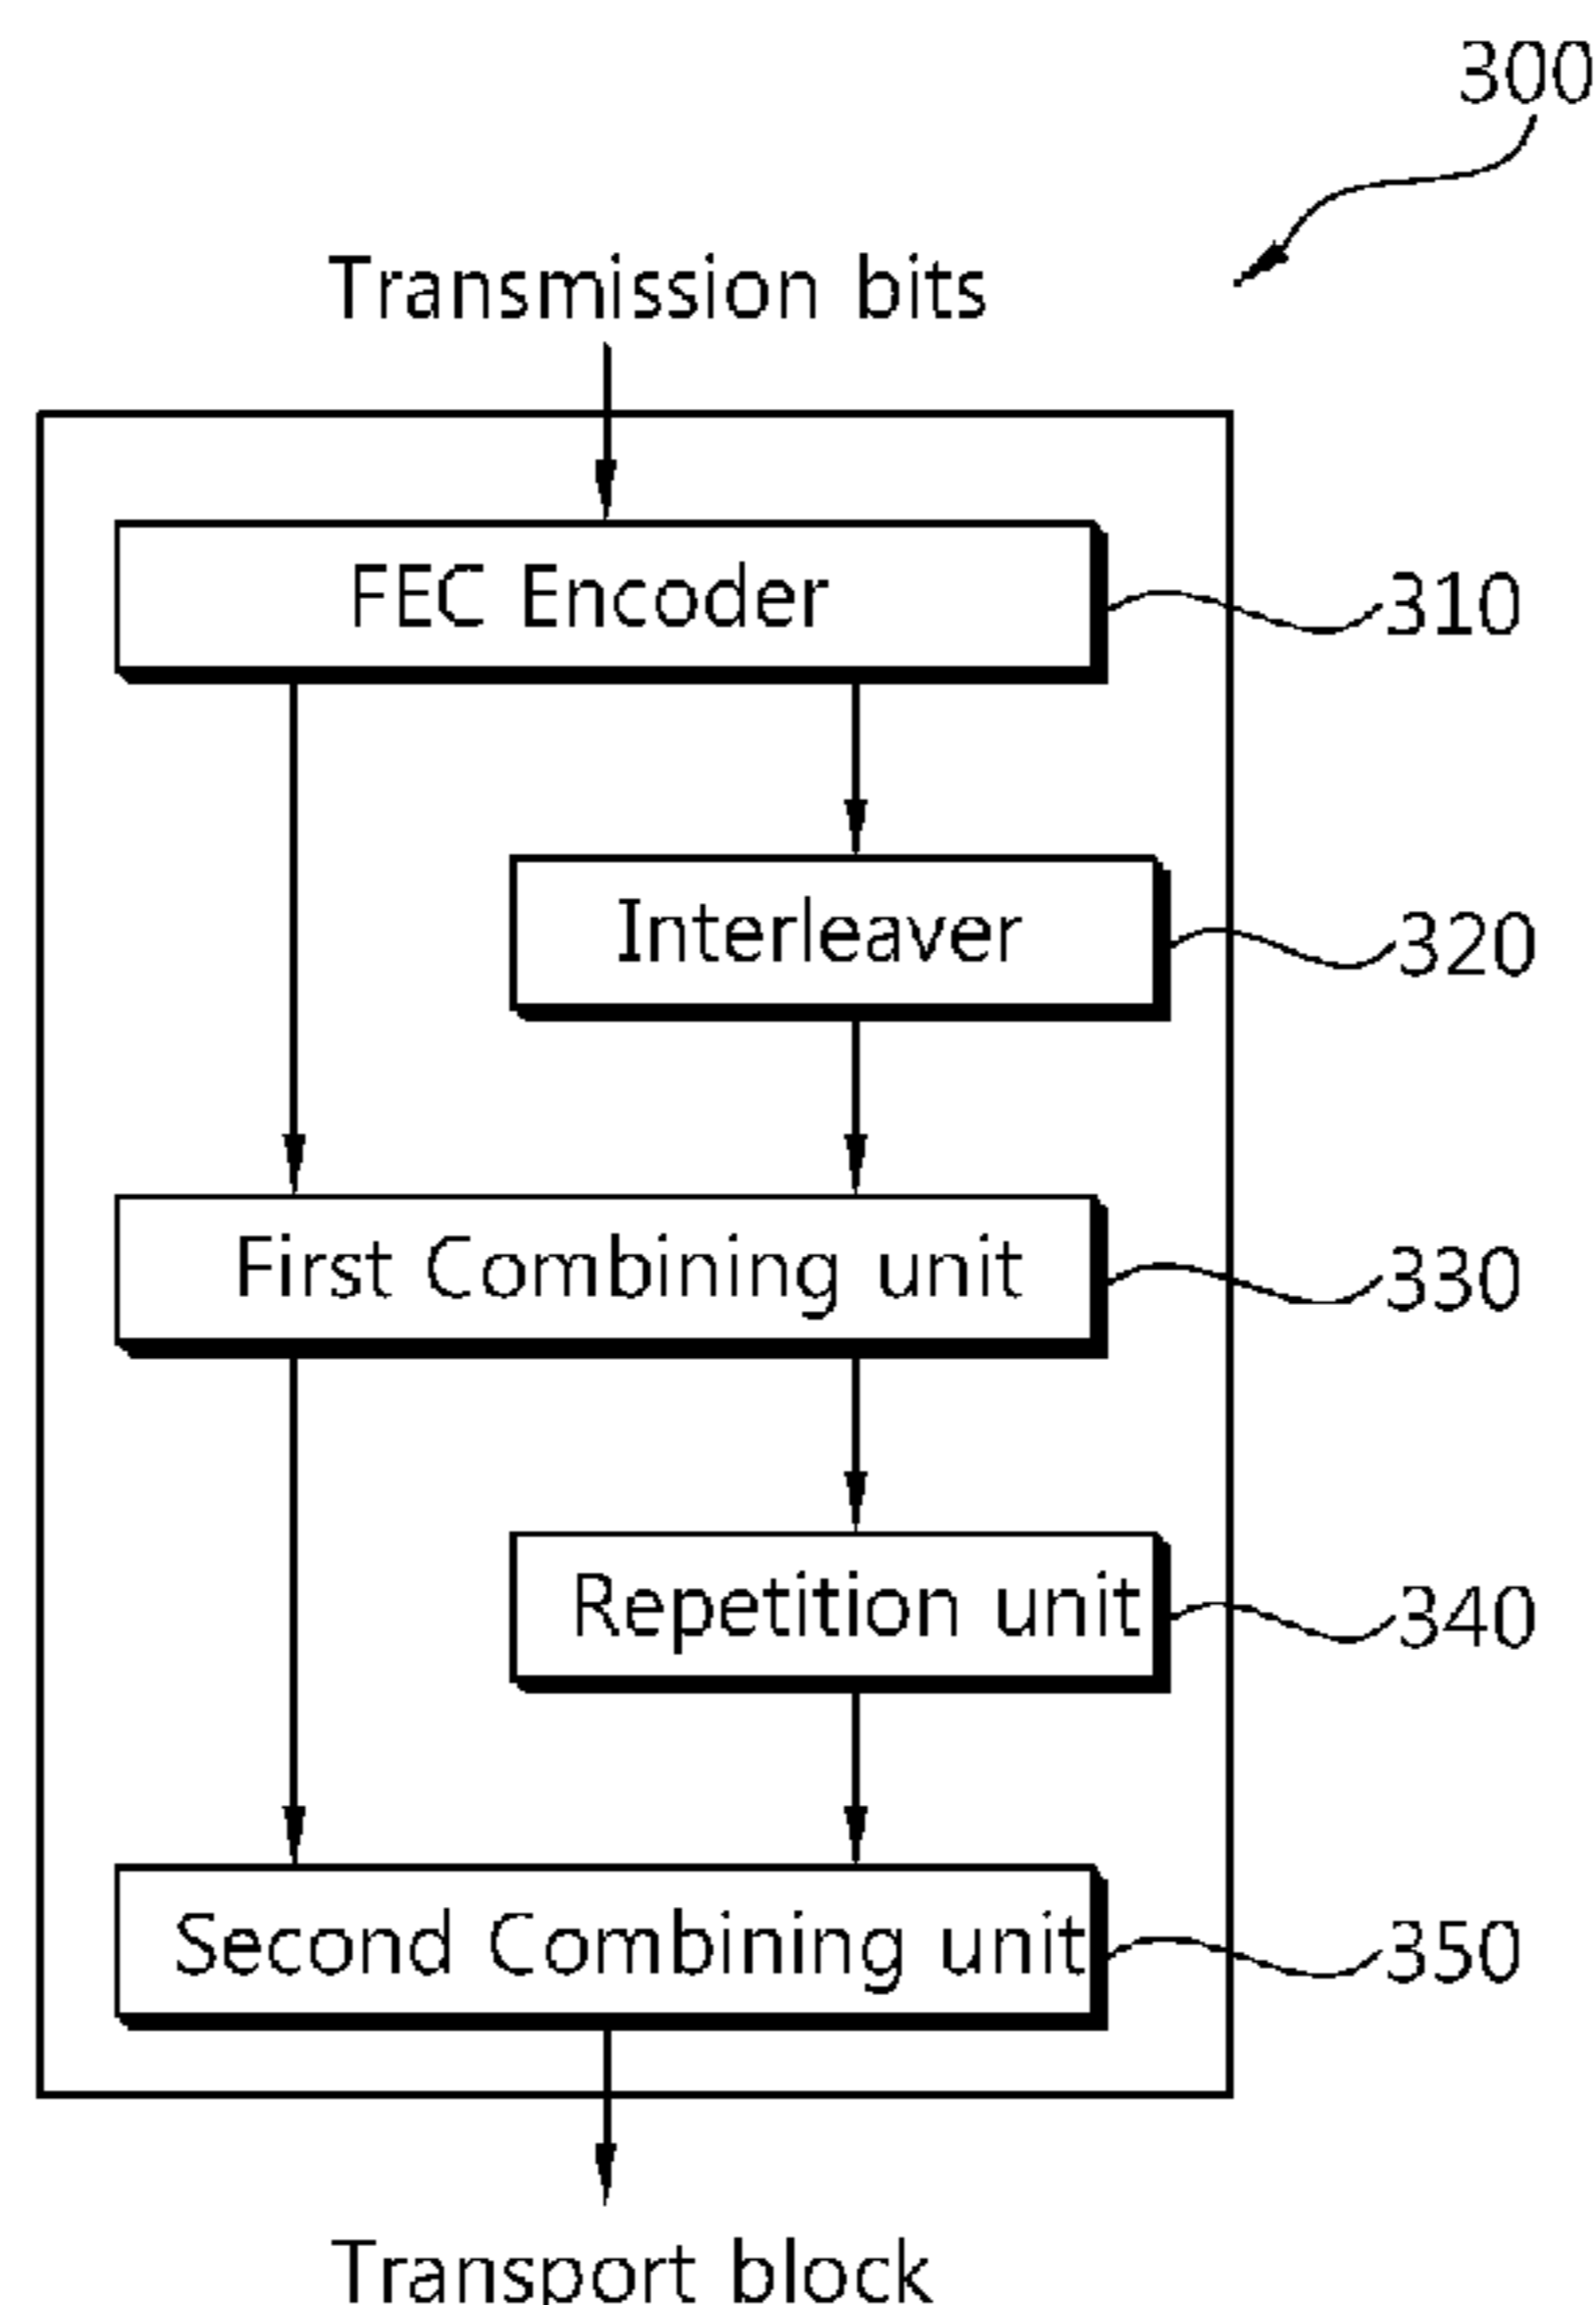 300
Transmission bits
FEC Encoder
310
Interleaver
320
First Combining unit
330
Repetition unit
340
Second Combining unit
350
Transport block